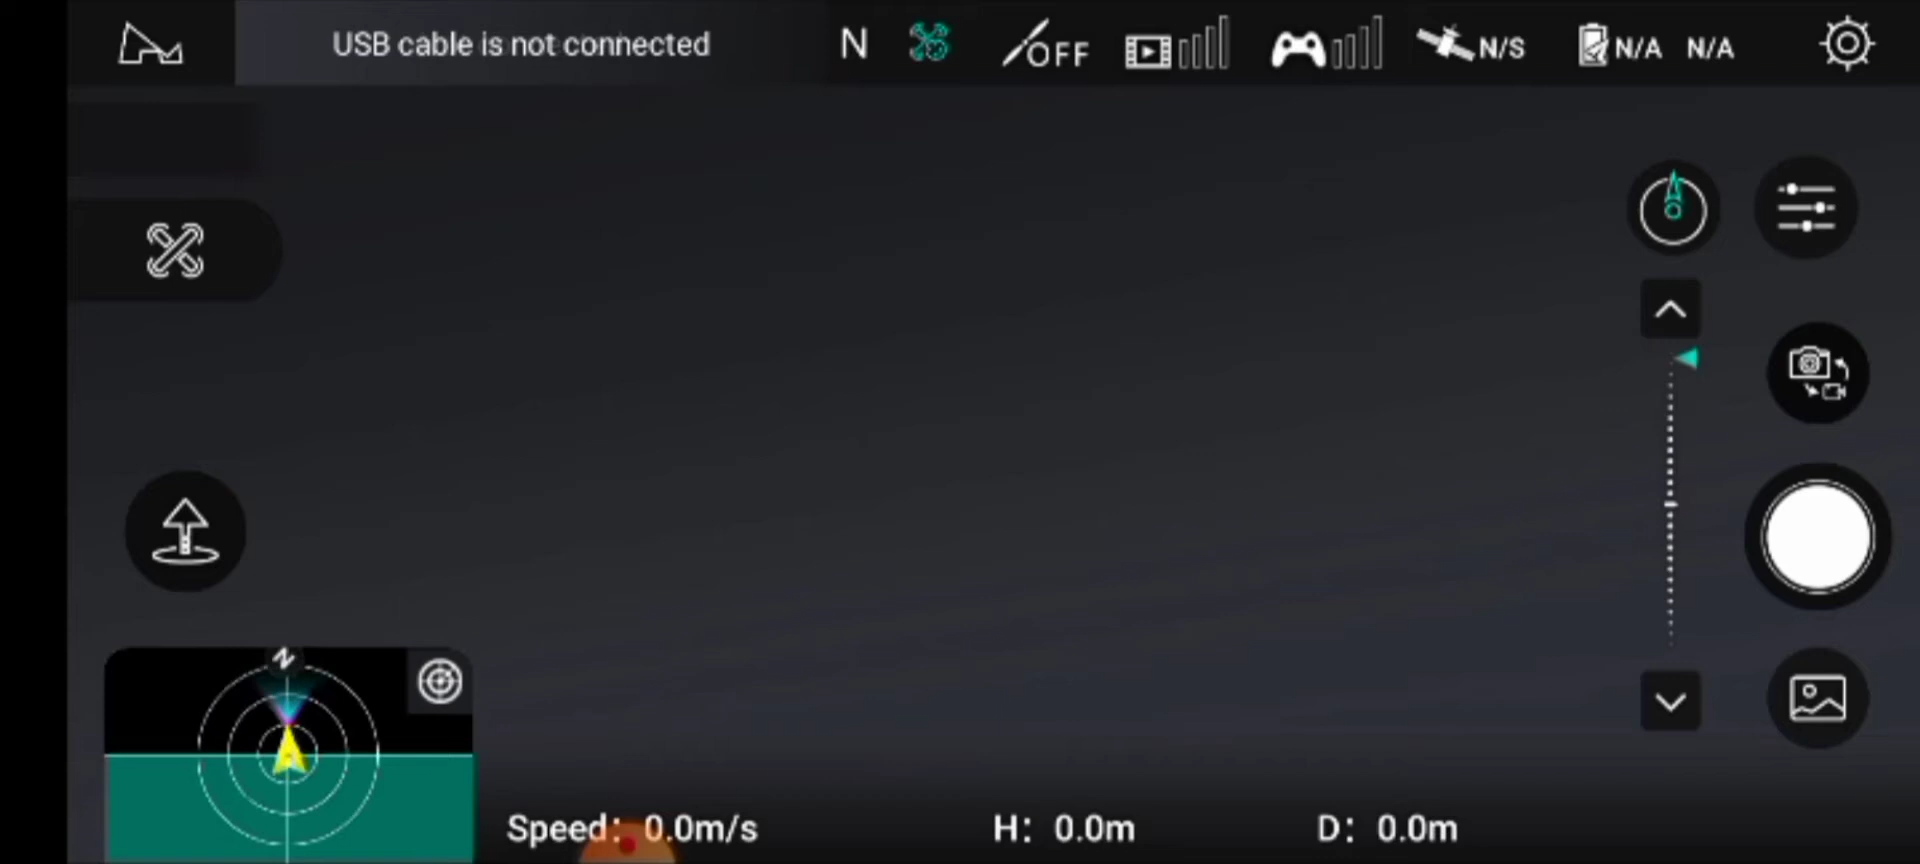 USB cable is not connected
N
OFF
N/S
N/A
N/A
N
Speed: 0.0m/s
H: 0.0m
D: 0.0m